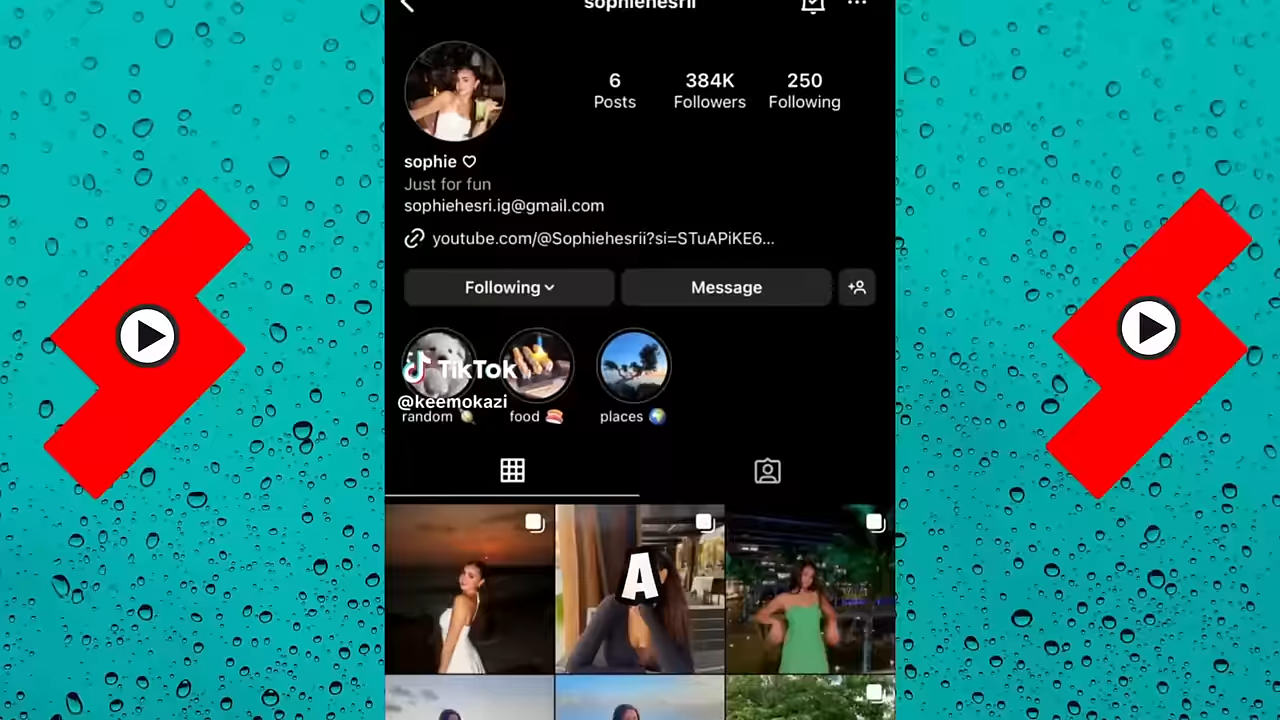 sophiehesrii
6 384K 250
Posts Followers Following
sophie
Just for fun
sophiehesri.ig@gmail.com
youtube.com/@Sophiehesrii?si=STuAPiKE6...
Following Message
TikTok
@keemokazi
random food places
A